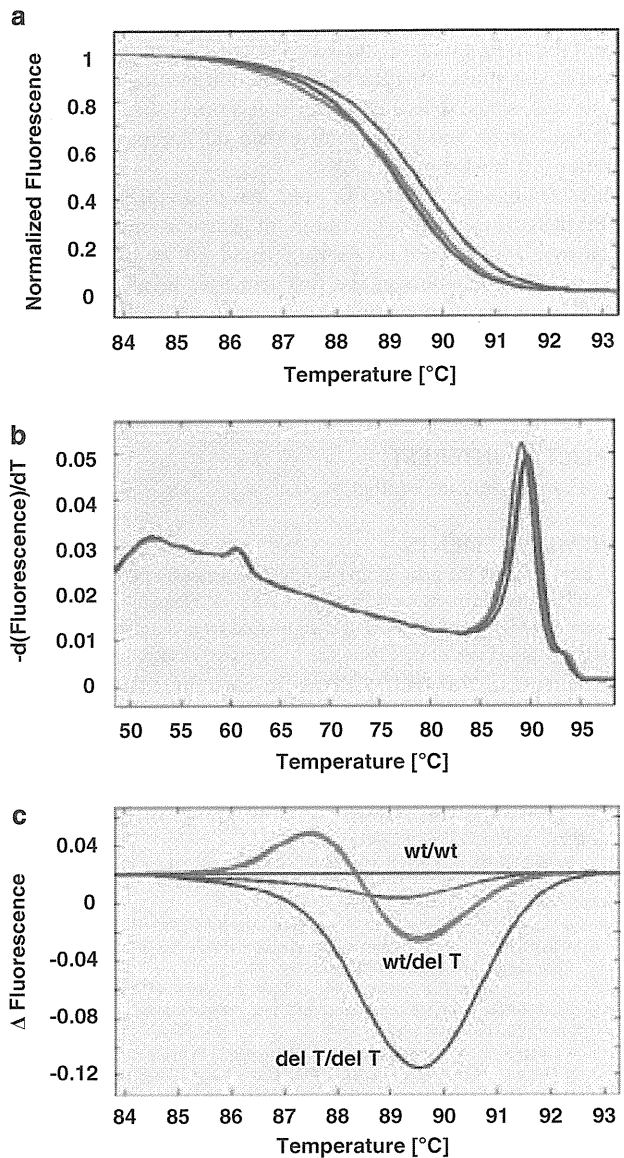 a
Normalized Fluorescence
1
0.8
0.6
0.4
0.2
0
84 85 86 87 88 89 90 91 92 93
Temperature [°C]
b
-d(Fluorescence)/dT
0.05
0.04
0.03
0.02
0.01
0
50 55 60 65 70 75 80 85 90 95
Temperature [°C]
c
Δ Fluorescence
0.04
0
-0.04
-0.08
-0.12
wt/wt
wt/del T
del T/del T
84 85 86 87 88 89 90 91 92 93
Temperature [°C]